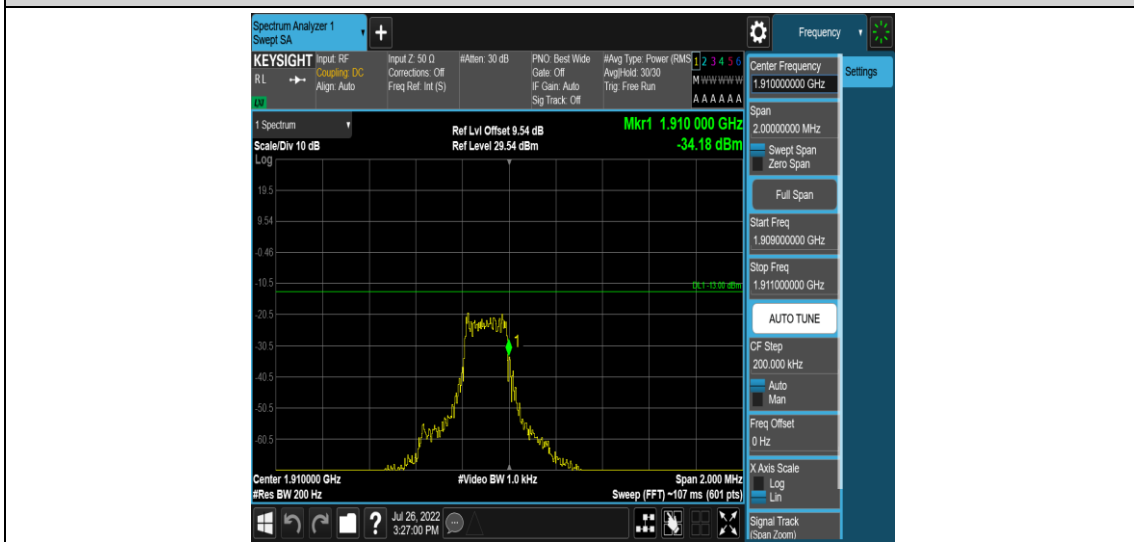 Spectrum Analyzer 1
Swept SA
+
Frequency
KEYSIGHT
RL
Input: RF
Coupling: DC
Align: Auto
Input Z: 50 Ω
Corrections: Off
Freq Ref: Int (S)
#Atten: 30 dB
PNO: Best Wide
Gate: Off
IF Gain: Auto
Sig Track: Off
#Avg Type: Power (RMS
Avg|Hold: 30/30
Trig: Free Run
1 2 3 4 5 6
M W W W W W
A A A A A A
1 Spectrum
Scale/Div 10 dB
Ref Lvl Offset 9.54 dB
Ref Level 29.54 dBm
Mkr1 1.910 000 GHz
-34.18 dBm
Log
19.5
9.54
-0.46
-10.5
DL1 -13.00 dBm
-20.5
-30.5
1
-40.5
-50.5
-60.5
Center 1.910000 GHz
#Res BW 200 Hz
#Video BW 1.0 kHz
Span 2.000 MHz
Sweep (FFT) ~107 ms (601 pts)
Center Frequency
1.910000000 GHz
Settings
Span
2.00000000 MHz
Swept Span
Zero Span
Full Span
Start Freq
1.909000000 GHz
Stop Freq
1.911000000 GHz
AUTO TUNE
CF Step
200.000 kHz
Auto
Man
Freq Offset
0 Hz
X Axis Scale
Log
Lin
Signal Track
(Span Zoom)
?
Jul 26, 2022
3:27:00 PM